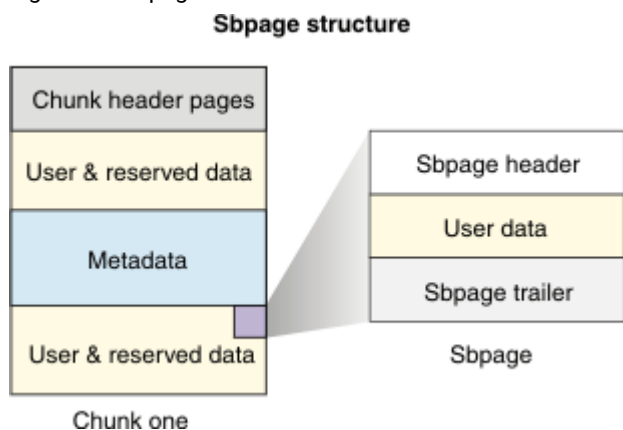 Sbpage structure
Chunk header pages
User & reserved data
Metadata
User & reserved data
Chunk one
Sbpage header
User data
Sbpage trailer
Sbpage